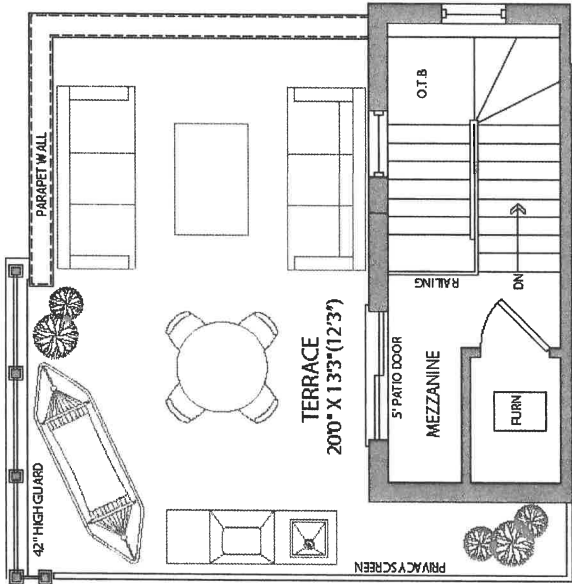 PARAPET WALL
O.T.B
RAILING
DN
42" HIGH GUARD
TERRACE
20'0" X 13'3" (12'3")
5' PATIO DOOR
MEZZANINE
FURN
PRIVACY SCREEN